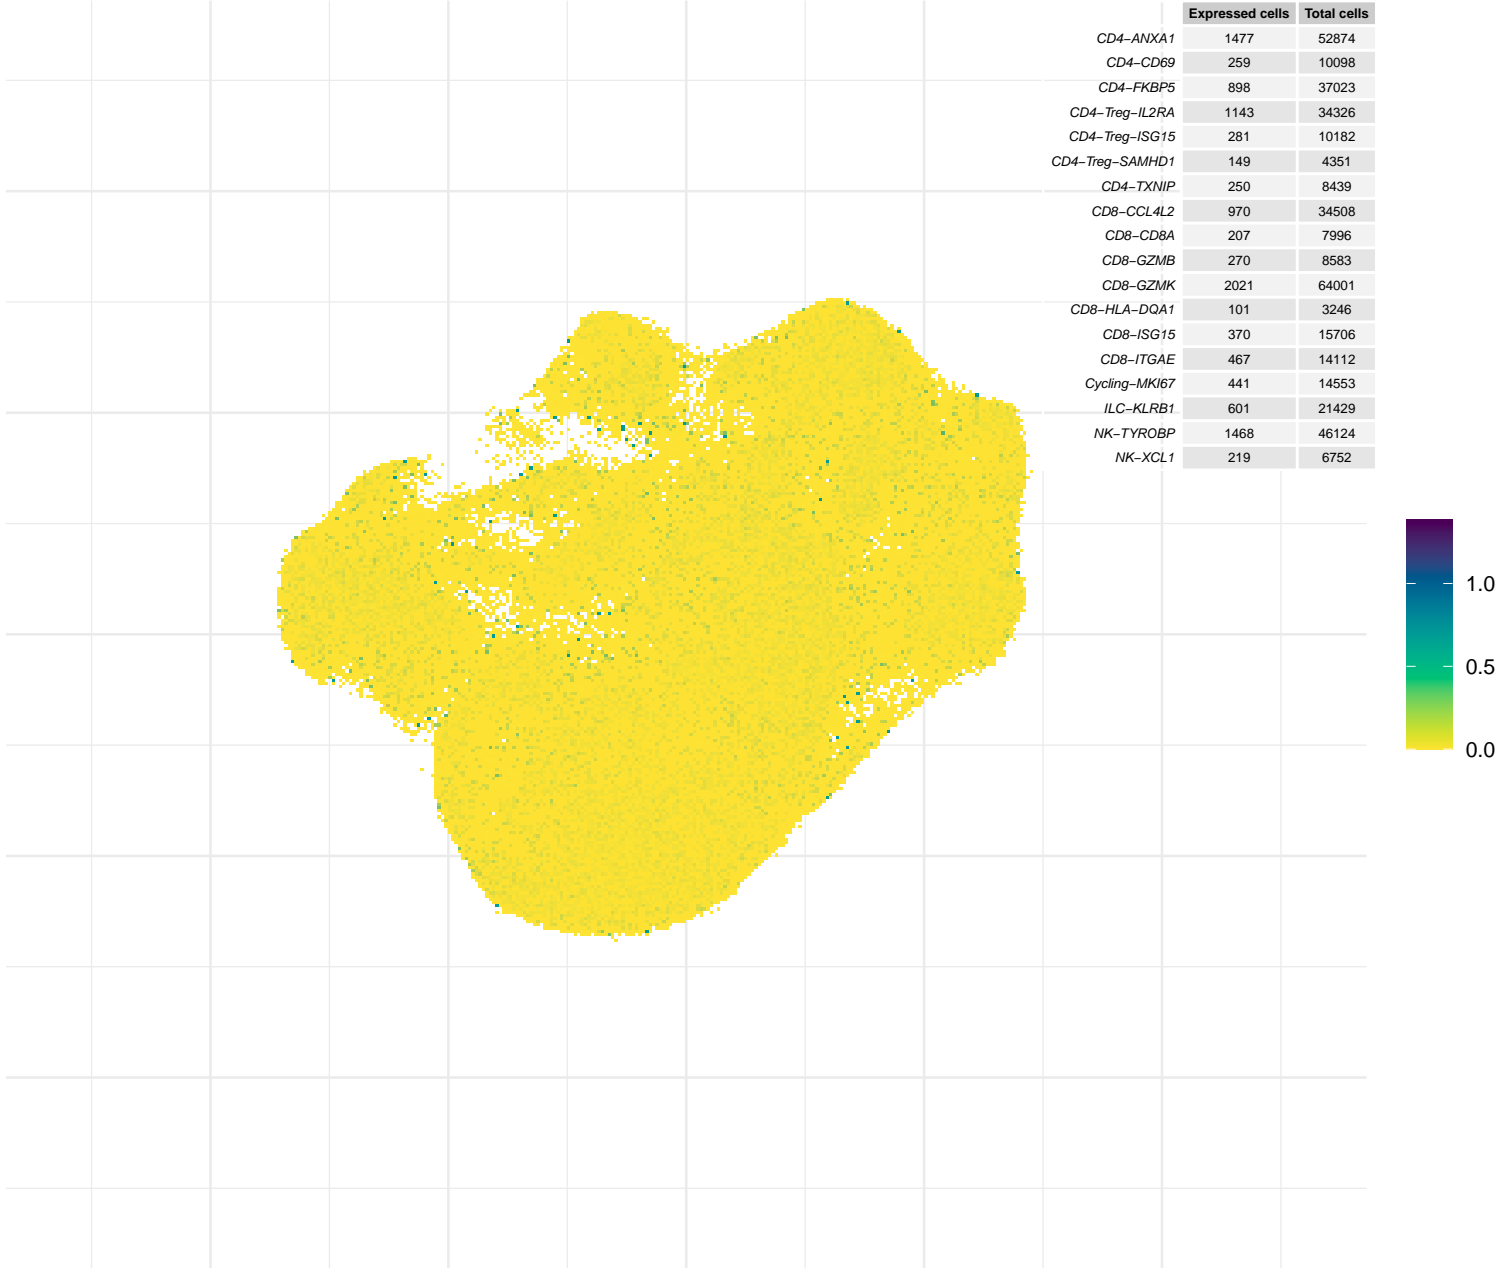 Expressed cells Total cells
CD4−ANXA1 1477 52874
CD4−CD69 259 10098
CD4−FKBP5 898 37023
CD4−Treg−IL2RA 1143 34326
CD4−Treg−ISG15 281 10182
CD4−Treg−SAMHD1 149 4351
CD4−TXNIP 250 8439
CD8−CCL4L2 970 34508
CD8−CD8A 207 7996
CD8−GZMB 270 8583
CD8−GZMK 2021 64001
CD8−HLA−DQA1 101 3246
CD8−ISG15 370 15706
CD8−ITGAE 467 14112
Cycling−MKI67 441 14553
ILC−KLRB1 601 21429
NK−TYROBP 1468 46124
NK−XCL1 219 6752
1.0
0.5
0.0